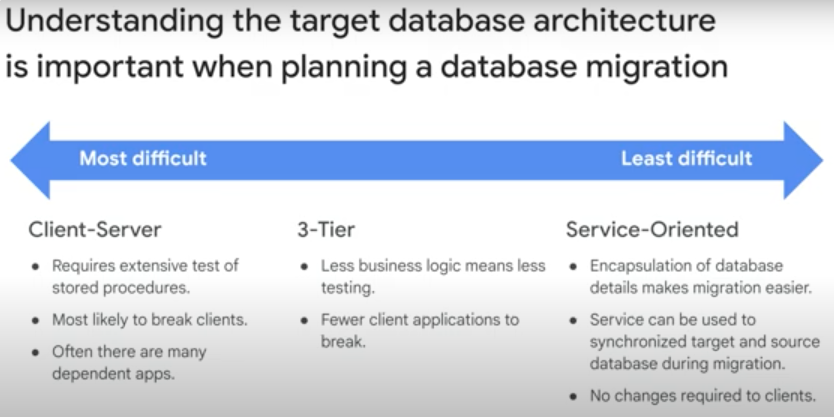 Understanding the target database architecture
is important when planning a database migration
Most difficult
Least difficult
Client-Server
• Requires extensive test of
stored procedures.
• Most likely to break clients.
• Often there are many
dependent apps.
3-Tier
• Less business logic means less
testing.
• Fewer client applications to
break.
Service-Oriented
• Encapsulation of database
details makes migration easier.
• Service can be used to
synchronized target and source
database during migration.
• No changes required to clients.